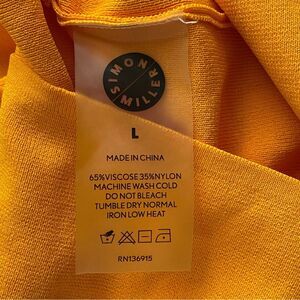 SIMON
MILLER
L
MADE IN CHINA
65%VISCOSE 35%NYLON
MACHINE WASH COLD
DO NOT BLEACH
TUMBLE DRY NORMAL
IRON LOW HEAT
RN136915